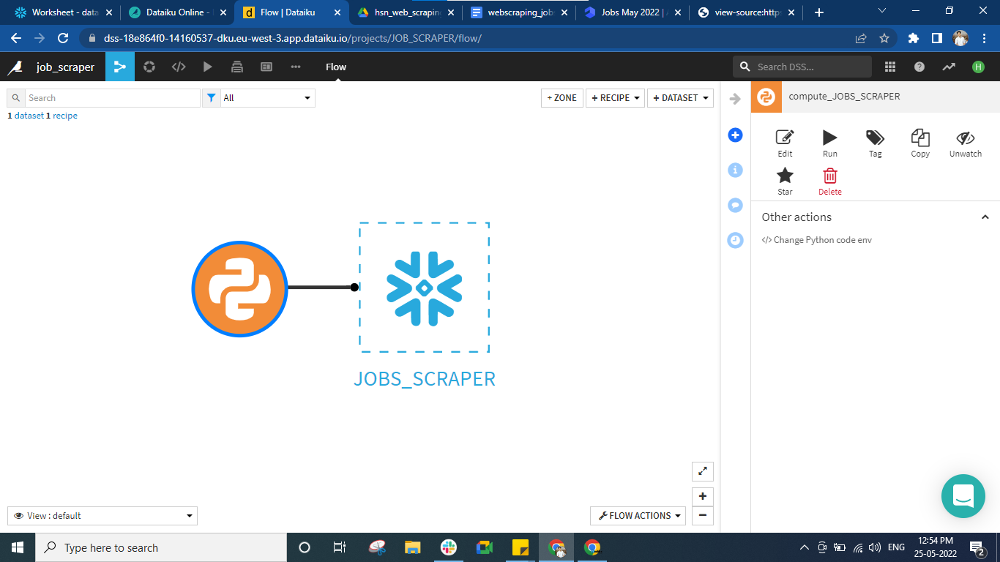 Worksheet - data
Dataiku Online -
Flow | Dataiku
hsn_web_scraping
webscraping_jobs
Jobs May 2022 |
view-source:https
dss-18e864f0-14160537-dku.eu-west-3.app.dataiku.io/projects/JOB_SCRAPER/flow/
job_scraper
Flow
Search DSS...
H
Search
All
+ ZONE
+ RECIPE
+ DATASET
1 dataset 1 recipe
compute_JOBS_SCRAPER
Edit
Run
Tag
Copy
Unwatch
Star
Delete
Other actions
</> Change Python code env
JOBS_SCRAPER
View : default
FLOW ACTIONS
Type here to search
ENG
12:54 PM
25-05-2022
2